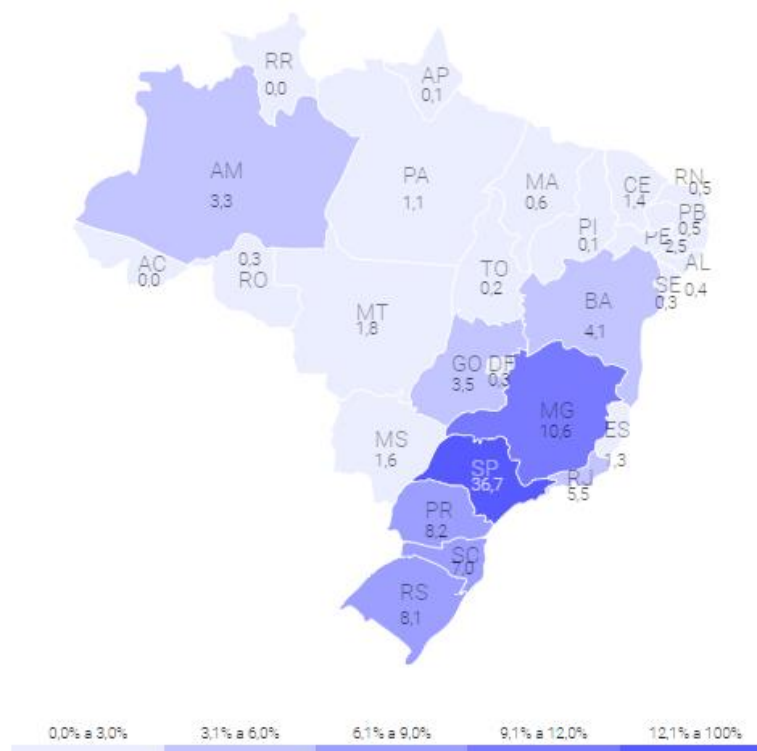 RR
0,0
AP
0,1
AM
3,3
PA
1,1
MA
0,6
CE
1,4
RN
0,5
PI
0,1
PB
0,5
PE
2,5
AL
0,4
SE
0,3
AC
0,0
0,3
RO
TO
0,2
MT
1,8
BA
4,1
GO
3,5
DF
0,3
MG
10,6
ES
1,3
MS
1,6
SP
36,7
RJ
5,5
PR
8,2
SC
7,0
RS
8,1
0,0% a 3,0% 3,1% a 6,0% 6,1% a 9,0% 9,1% a 12,0% 12,1% a 100%